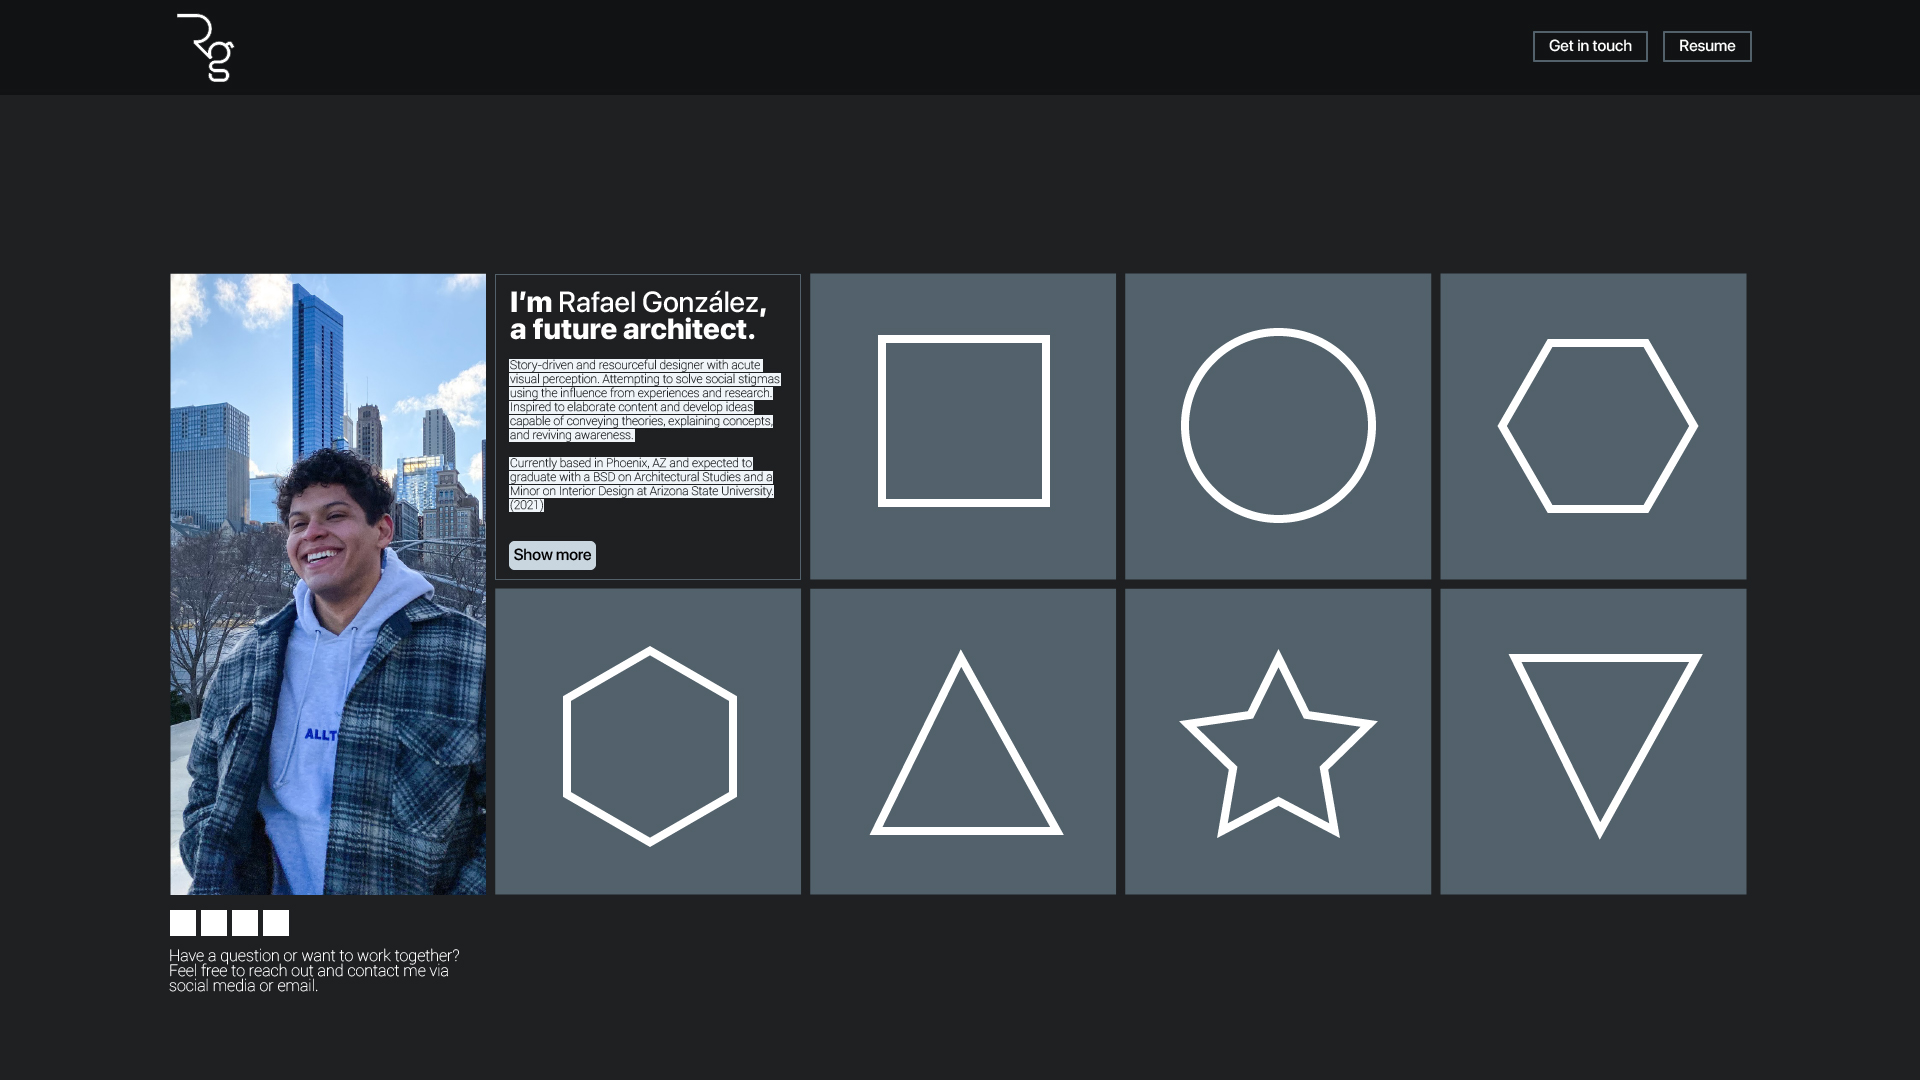 Rg
Get in touch
Resume
I’m Rafael González,
a future architect.
Story-driven and resourceful designer with acute
visual perception. Attempting to solve social stigmas
using the influence from experiences and research.
Inspired to elaborate content and develop ideas
capable of conveying theories, explaining concepts,
and reviving awareness.
Currently based in Phoenix, AZ and expected to
graduate with a BSD on Architectural Studies and a
Minor on Interior Design at Arizona State University.
(2021)
Show more
ALLT
Have a question or want to work together?
Feel free to reach out and contact me via
social media or email.